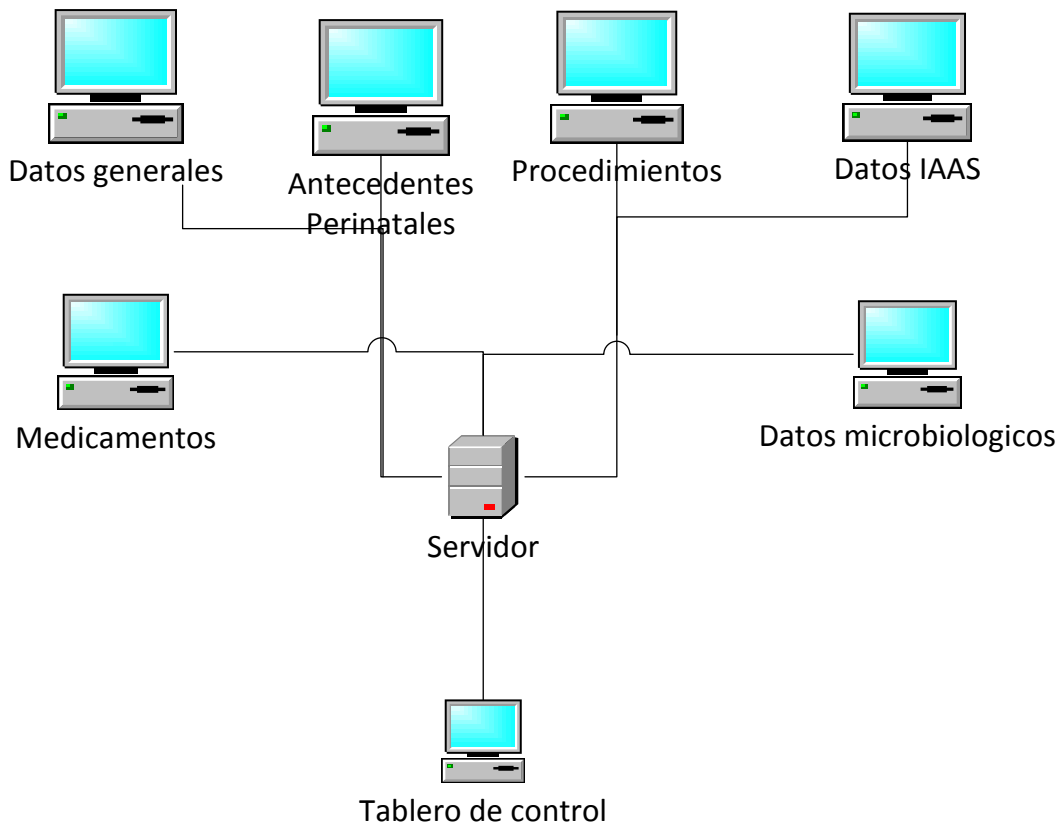 Datos generales
Antecedentes
Perinatales
Procedimientos
Datos IAAS
Medicamentos
Datos microbiologicos
Servidor
Tablero de control